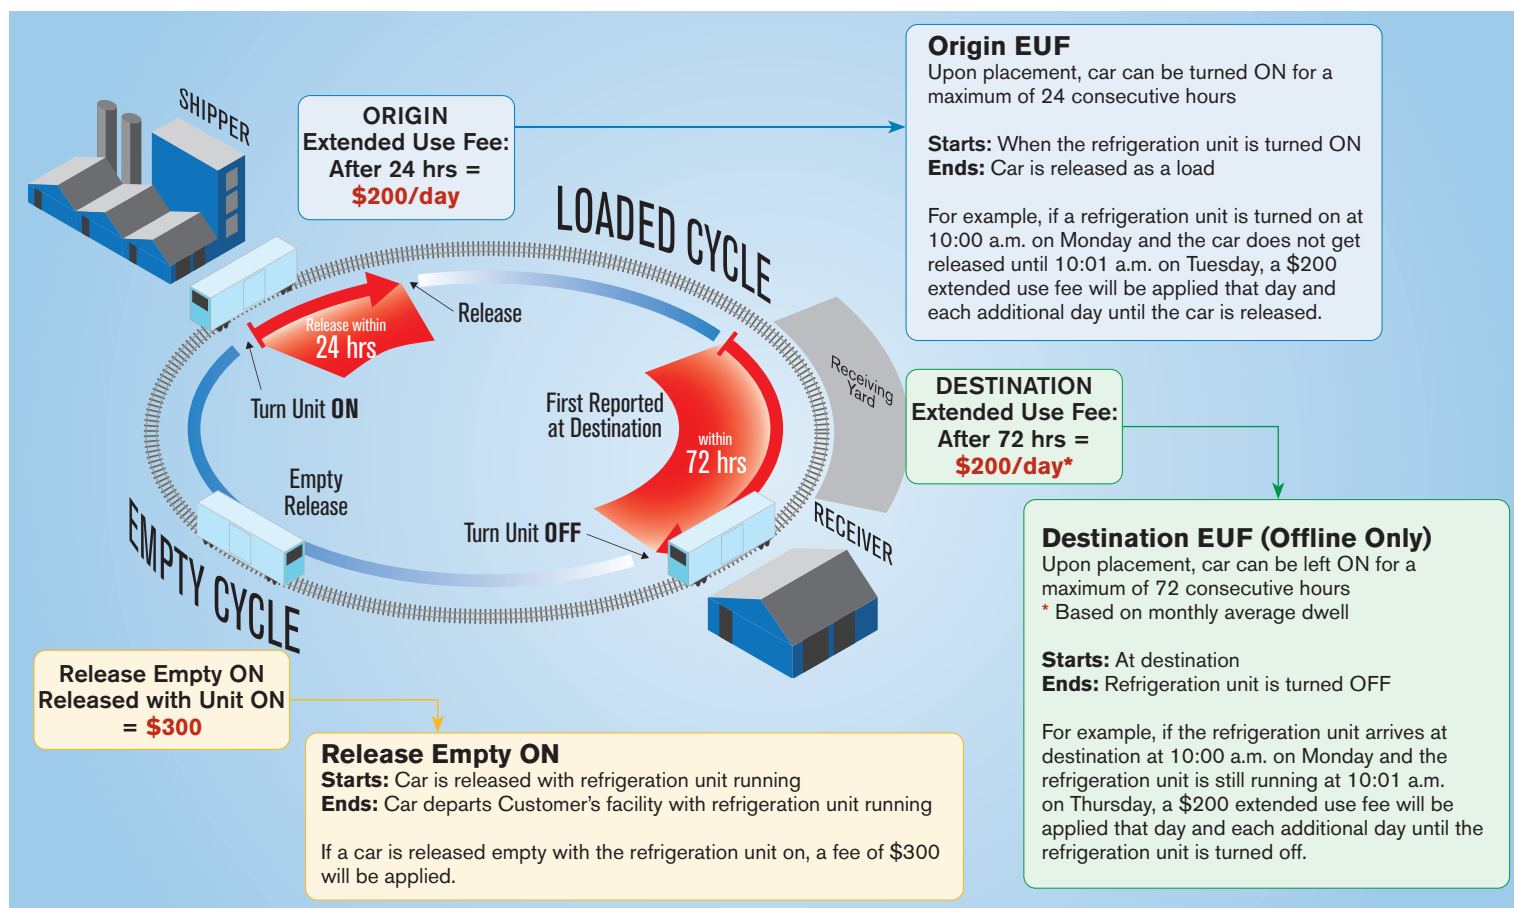 SHIPPER
ORIGIN
Extended Use Fee:
After 24 hrs =
$200/day
Origin EUF
Upon placement, car can be turned ON for a
maximum of 24 consecutive hours
Starts: When the refrigeration unit is turned ON
Ends: Car is released as a load
For example, if a refrigeration unit is turned on at
10:00 a.m. on Monday and the car does not get
released until 10:01 a.m. on Tuesday, a $200
extended use fee will be applied that day and
each additional day until the car is released.
LOADED CYCLE
Release within
24 hrs
Release
Turn Unit ON
First Reported
at Destination
within
72 hrs
Receiving
Yard
DESTINATION
Extended Use Fee:
After 72 hrs =
$200/day*
Empty
Release
Turn Unit OFF
RECEIVER
EMPTY CYCLE
Destination EUF (Offline Only)
Upon placement, car can be left ON for a
maximum of 72 consecutive hours
* Based on monthly average dwell
Starts: At destination
Ends: Refrigeration unit is turned OFF
For example, if the refrigeration unit arrives at
destination at 10:00 a.m. on Monday and the
refrigeration unit is still running at 10:01 a.m.
on Thursday, a $200 extended use fee will be
applied that day and each additional day until the
refrigeration unit is turned off.
Release Empty ON
Released with Unit ON
= $300
Release Empty ON
Starts: Car is released with refrigeration unit running
Ends: Car departs Customer's facility with refrigeration unit running
If a car is released empty with the refrigeration unit on, a fee of $300
will be applied.